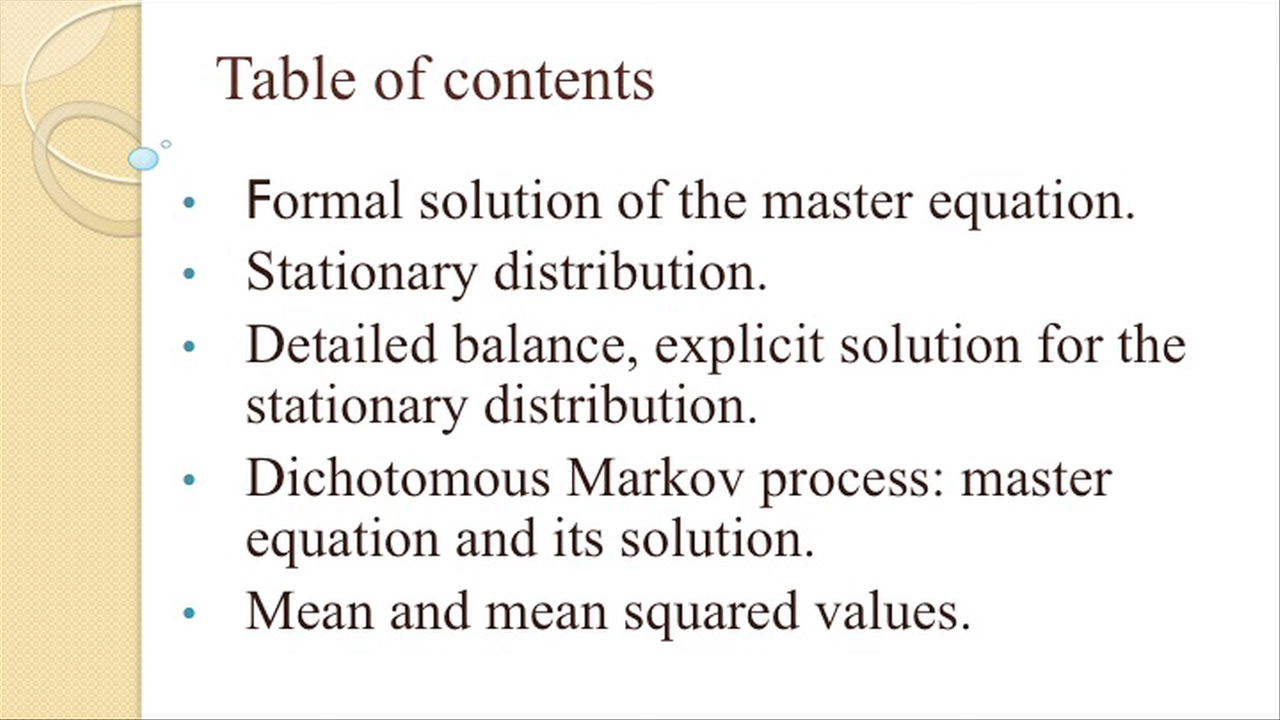 Table of contents
• Formal solution of the master equation.
• Stationary distribution.
• Detailed balance, explicit solution for the
stationary distribution.
• Dichotomous Markov process: master
equation and its solution.
• Mean and mean squared values.